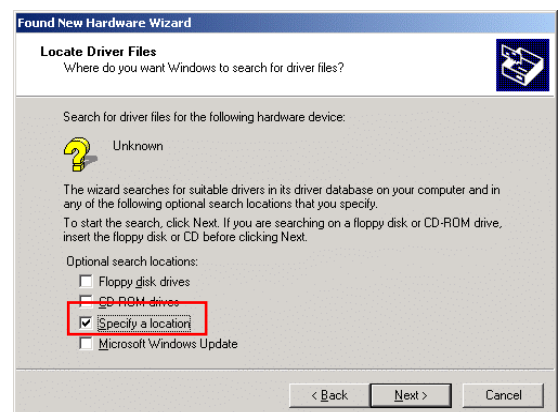 Found New Hardware Wizard
Locate Driver Files
Where do you want Windows to search for driver files?
Search for driver files for the following hardware device:
Unknown
The wizard searches for suitable drivers in its driver database on your computer and in
any of the following optional search locations that you specify.
To start the search, click Next. If you are searching on a floppy disk or CD-ROM drive,
insert the floppy disk or CD before clicking Next.
Optional search locations:
Floppy disk drives
CD-ROM drives
Specify a location
Microsoft Windows Update
< Back Next > Cancel